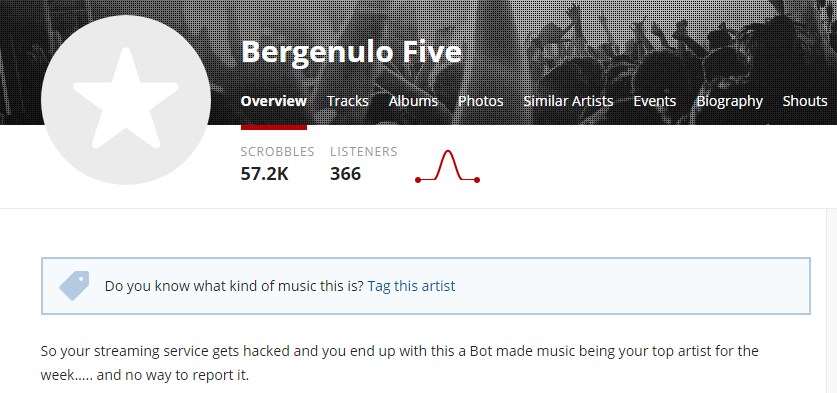 Bergenulo Five
Overview Tracks Albums Photos Similar Artists Events Biography Shouts
SCROBBLES LISTENERS
57.2K 366
Do you know what kind of music this is? Tag this artist
So your streaming service gets hacked and you end up with this a Bot made music being your top artist for the
week..... and no way to report it.